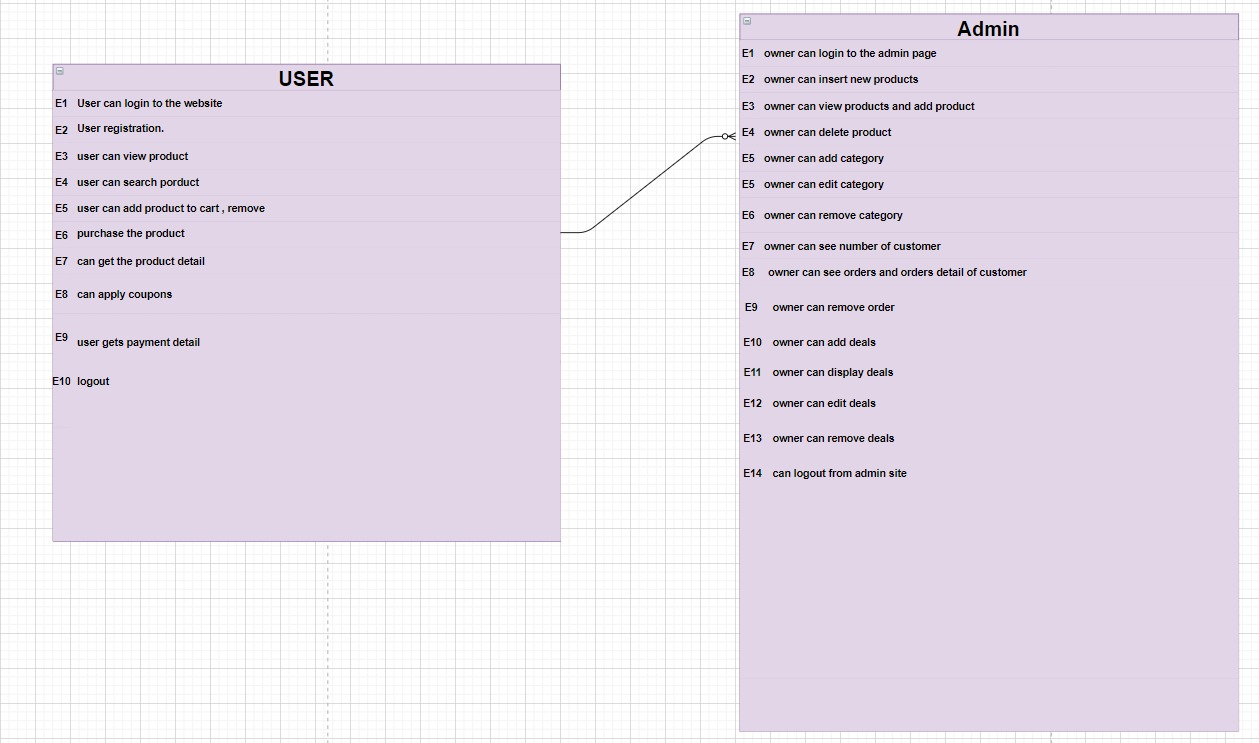 USER
E1 User can login to the website
E2 User registration.
E3 user can view product
E4 user can search porduct
E5 user can add product to cart , remove
E6 purchase the product
E7 can get the product detail
E8 can apply coupons
E9 user gets payment detail
E10 logout
Admin
E1 owner can login to the admin page
E2 owner can insert new products
E3 owner can view products and add product
E4 owner can delete product
E5 owner can add category
E5 owner can edit category
E6 owner can remove category
E7 owner can see number of customer
E8 owner can see orders and orders detail of customer
E9 owner can remove order
E10 owner can add deals
E11 owner can display deals
E12 owner can edit deals
E13 owner can remove deals
E14 can logout from admin site